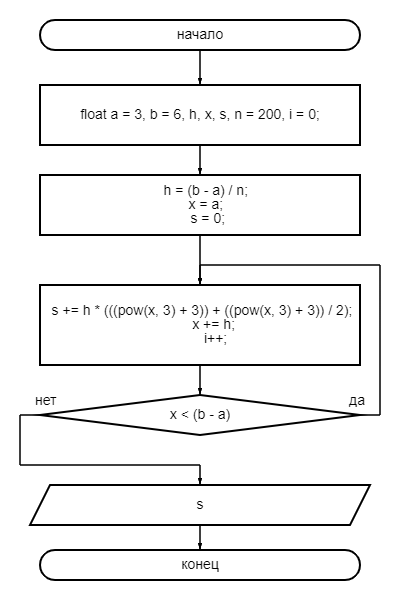 начало
float a = 3, b = 6, h, x, s, n = 200, i = 0;
h = (b - a) / n;
x = a;
s = 0;
s += h * (((pow(x, 3) + 3)) + ((pow(x, 3) + 3)) / 2);
x += h;
i++;
нет
да
x < (b - a)
s
конец